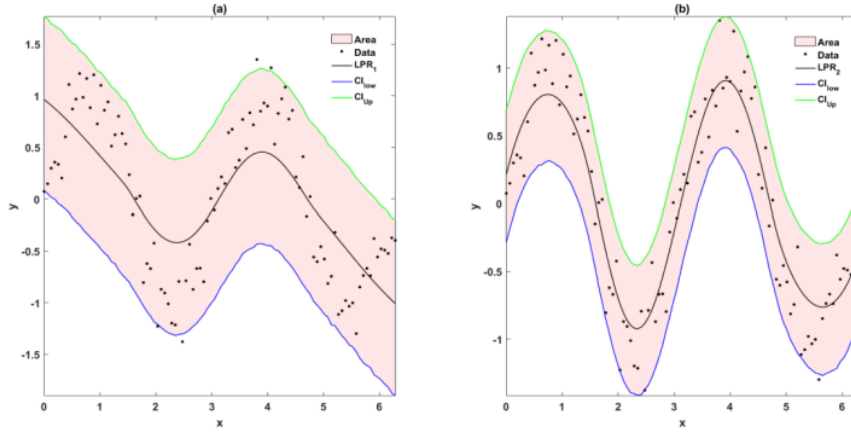 (a)
Area
Data
LPR1
CIlow
CIUp
1.5
1
0.5
0
-0.5
-1
-1.5
y
0 1 2 3 4 5 6
x
(b)
Area
Data
LPR2
CIlow
CIUp
1
0.5
0
-0.5
-1
y
0 1 2 3 4 5 6
x